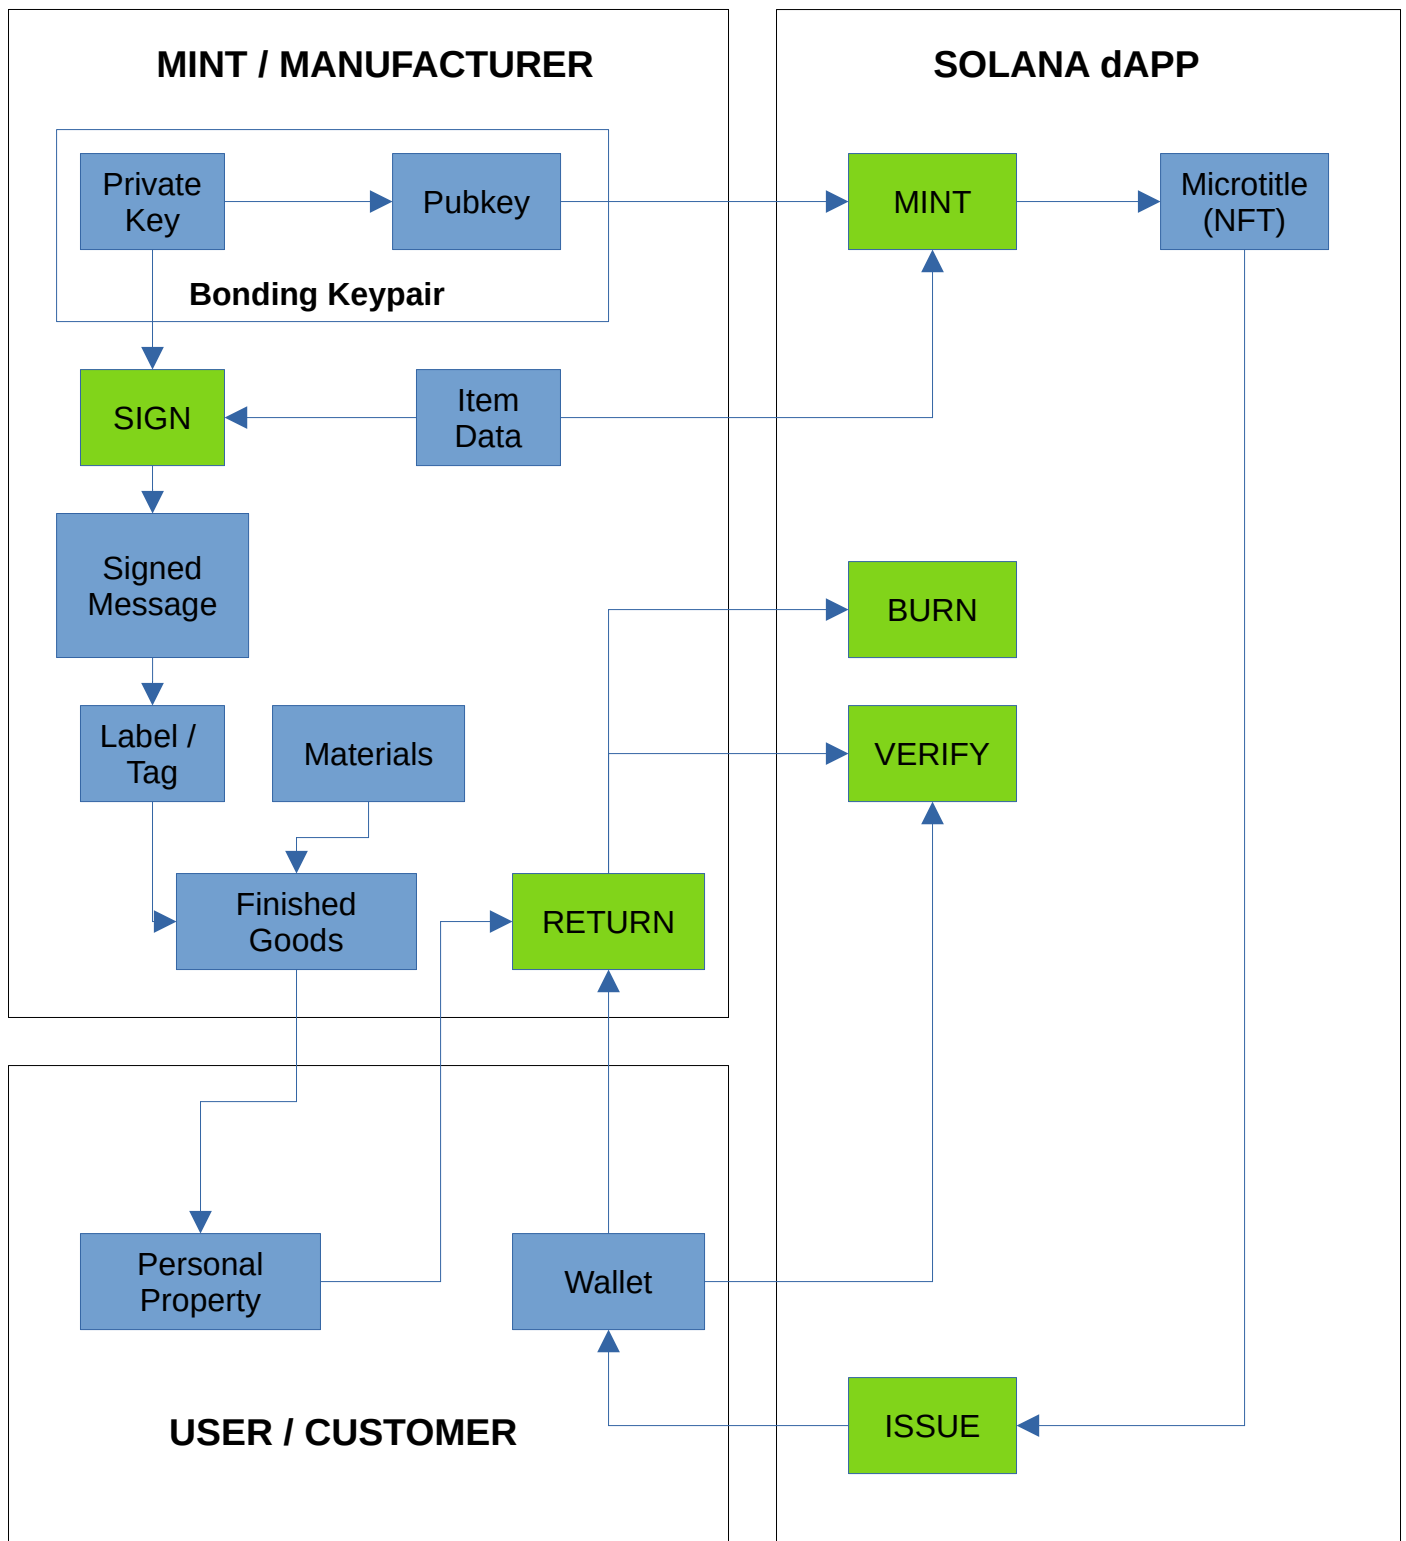 MINT / MANUFACTURER
SOLANA dAPP
Private
Key
Pubkey
MINT
Microtitle
(NFT)
Bonding Keypair
SIGN
Item
Data
Signed
Message
BURN
Label /
Tag
Materials
VERIFY
Finished
Goods
RETURN
Personal
Property
Wallet
USER / CUSTOMER
ISSUE